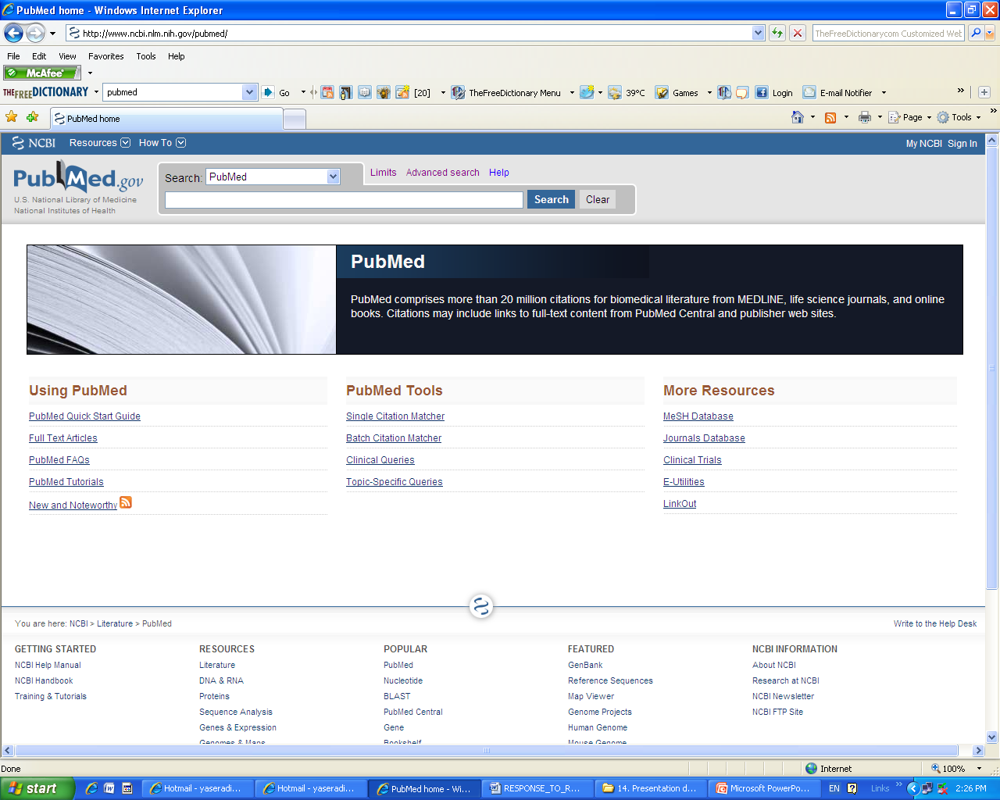 PubMed home - Windows Internet Explorer
http://www.ncbi.nlm.nih.gov/pubmed/
TheFreeDictionarycom Customized Web
File Edit View Favorites Tools Help
McAfee
THEFREEDICTIONARY pubmed Go [20] TheFreeDictionary Menu 39°C Games Login E-mail Notifier
PubMed home
Page Tools
NCBI Resources How To My NCBI Sign In
PubMed.gov
U.S. National Library of Medicine
National Institutes of Health
Search: PubMed Limits Advanced search Help
Search Clear
PubMed
PubMed comprises more than 20 million citations for biomedical literature from MEDLINE, life science journals, and online
books. Citations may include links to full-text content from PubMed Central and publisher web sites.
Using PubMed
PubMed Quick Start Guide
Full Text Articles
PubMed FAQs
PubMed Tutorials
New and Noteworthy
PubMed Tools
Single Citation Matcher
Batch Citation Matcher
Clinical Queries
Topic-Specific Queries
More Resources
MeSH Database
Journals Database
Clinical Trials
E-Utilities
LinkOut
You are here: NCBI > Literature > PubMed
Write to the Help Desk
GETTING STARTED
NCBI Help Manual
NCBI Handbook
Training & Tutorials
RESOURCES
Literature
DNA & RNA
Proteins
Sequence Analysis
Genes & Expression
Genomes & Maps
POPULAR
PubMed
Nucleotide
BLAST
PubMed Central
Gene
Bookshelf
FEATURED
GenBank
Reference Sequences
Map Viewer
Genome Projects
Human Genome
Mouse Genome
NCBI INFORMATION
About NCBI
Research at NCBI
NCBI Newsletter
NCBI FTP Site
Done Internet 100%
start Hotmail - yaseradi... Hotmail - yaseradi... PubMed home - Wi... RESPONSE_TO_R... 14. Presentation d... Microsoft PowerPo... EN Links 2:26 PM